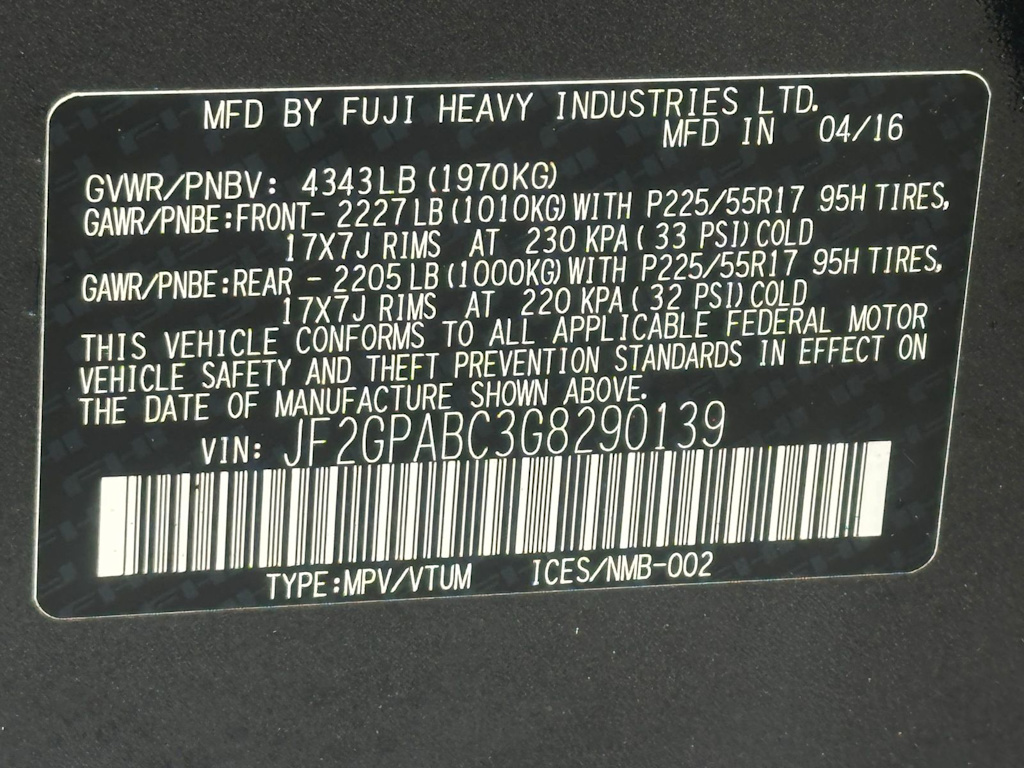 MFD BY FUJI HEAVY INDUSTRIES LTD.
MFD IN 04/16
GVWR/PNBV: 4343LB (1970KG)
GAWR/PNBE:FRONT- 2227 LB (1010KG) WITH P225/55R17 95H TIRES,
17X7J RIMS AT 230 KPA ( 33 PSI) COLD
GAWR/PNBE:REAR - 2205 LB (1000KG) WITH P225/55R17 95H TIRES,
17X7J RIMS AT 220 KPA ( 32 PSI) COLD
THIS VEHICLE CONFORMS TO ALL APPLICABLE FEDERAL MOTOR
VEHICLE SAFETY AND THEFT PREVENTION STANDARDS IN EFFECT ON
THE DATE OF MANUFACTURE SHOWN ABOVE.
VIN: JF2GPABC3G8290139
TYPE:MPV/VTUM ICES/NMB-002